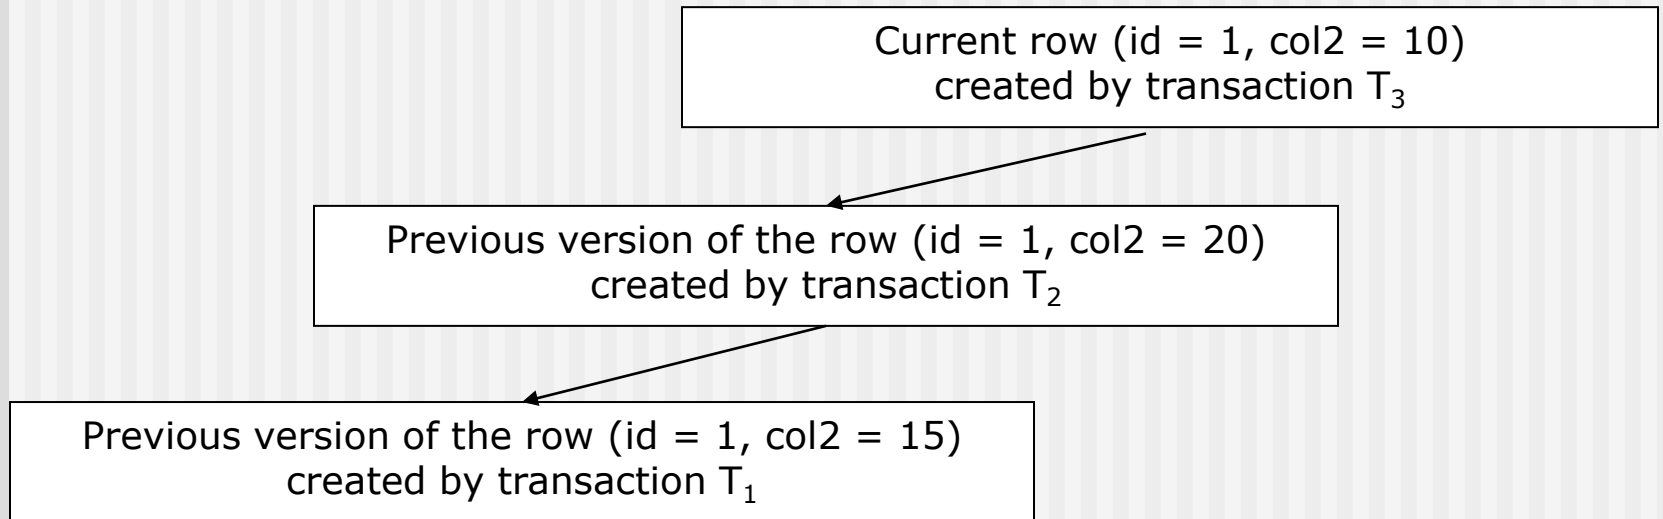 Current row (id = 1, col2 = 10)
created by transaction T₃
Previous version of the row (id = 1, col2 = 20)
created by transaction T₂
Previous version of the row (id = 1, col2 = 15)
created by transaction T₁